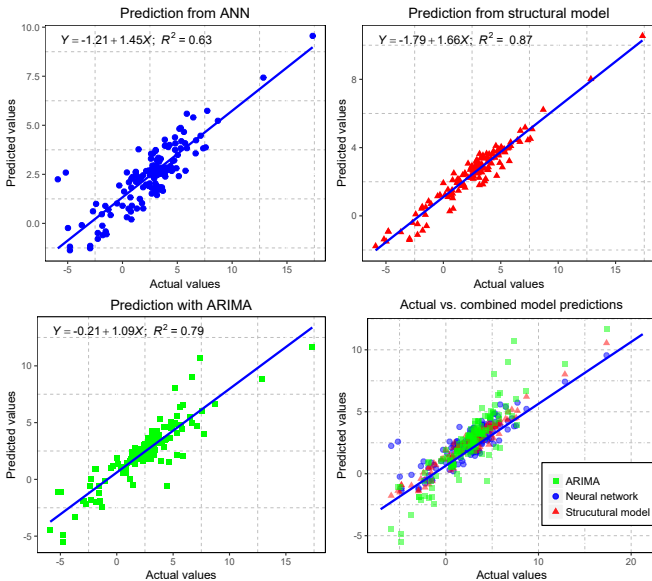 Prediction from ANN
Y=-1.21+1.45X; R² = 0.63
10.0
7.5
5.0
2.5
0.0
Predicted values
-5 0 5 10 15
Actual values
Prediction from structural model
Y=-1.79+1.66X; R² = 0.87
8
4
0
Predicted values
-5 0 5 10 15
Actual values
Prediction with ARIMA
Y=-0.21+1.09X; R² = 0.79
10
5
0
-5
Predicted values
-5 0 5 10 15
Actual values
Actual vs. combined model predictions
10
5
0
-5
Predicted values
ARIMA
Neural network
Strucutural model
-10 0 10 20
Actual values